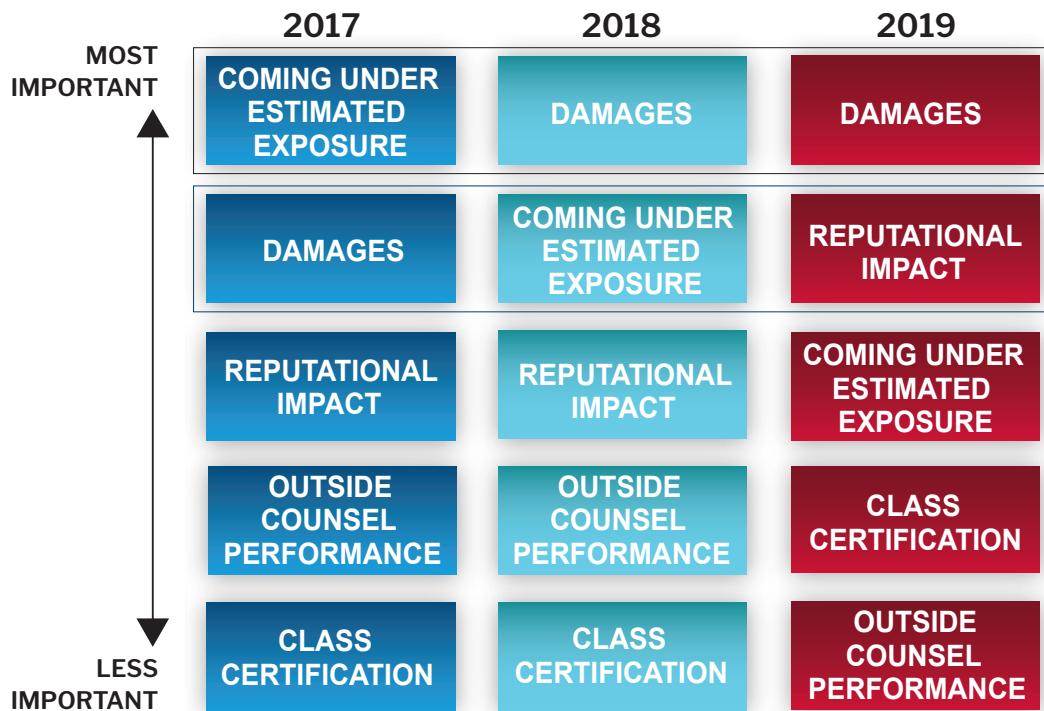 2017
2018
2019
MOST
IMPORTANT
COMING UNDER
ESTIMATED
EXPOSURE
DAMAGES
DAMAGES
DAMAGES
COMING UNDER
ESTIMATED
EXPOSURE
REPUTATIONAL
IMPACT
REPUTATIONAL
IMPACT
REPUTATIONAL
IMPACT
COMING UNDER
ESTIMATED
EXPOSURE
OUTSIDE
COUNSEL
PERFORMANCE
OUTSIDE
COUNSEL
PERFORMANCE
CLASS
CERTIFICATION
CLASS
CERTIFICATION
CLASS
CERTIFICATION
OUTSIDE
COUNSEL
PERFORMANCE
LESS
IMPORTANT